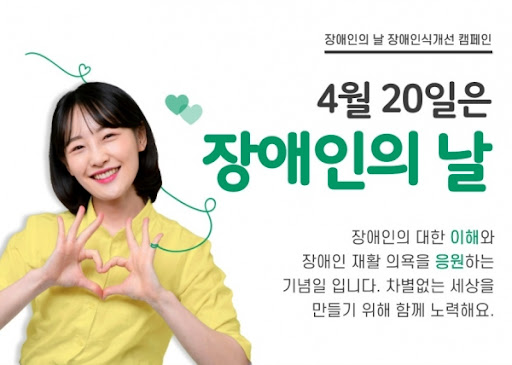 장애인의 날 장애인식개선 캠페인
4월 20일은
장애인의 날
장애인의 대한 이해와
장애인 재활 의욕을 응원하는
기념일 입니다. 차별없는 세상을
만들기 위해 함께 노력해요.